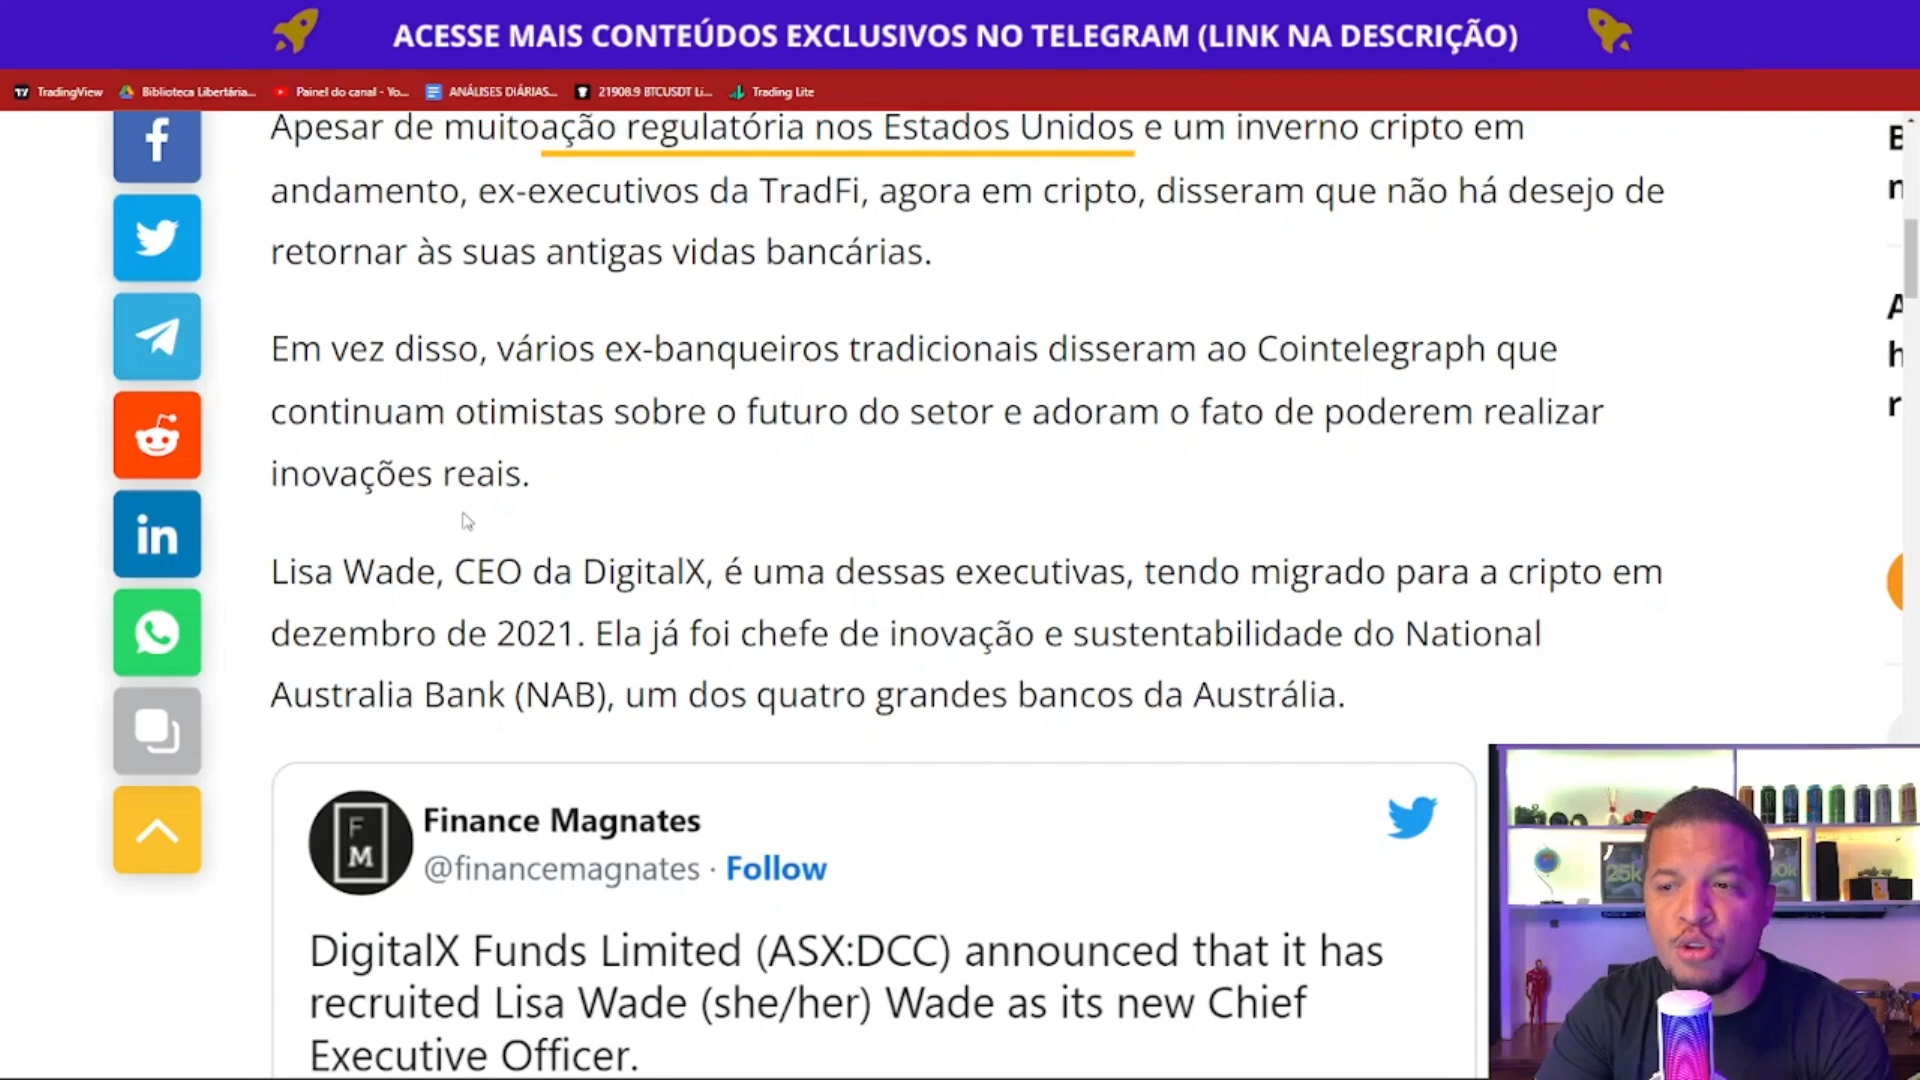 ACESSE MAIS CONTEÚDOS EXCLUSIVOS NO TELEGRAM (LINK NA DESCRIÇÃO)
TradingView Biblioteca Libertária... Painel do canal - Yo... ANÁLISES DIÁRIAS... 21908.9 BTCUSDT Li... Trading Lite
Apesar de muitoação regulatória nos Estados Unidos e um inverno cripto em
andamento, ex-executivos da TradFi, agora em cripto, disseram que não há desejo de
retornar às suas antigas vidas bancárias.
Em vez disso, vários ex-banqueiros tradicionais disseram ao Cointelegraph que
continuam otimistas sobre o futuro do setor e adoram o fato de poderem realizar
inovações reais.
Lisa Wade, CEO da DigitalX, é uma dessas executivas, tendo migrado para a cripto em
dezembro de 2021. Ela já foi chefe de inovação e sustentabilidade do National
Australia Bank (NAB), um dos quatro grandes bancos da Austrália.
F
M
Finance Magnates
@financemagnates · Follow
DigitalX Funds Limited (ASX:DCC) announced that it has
recruited Lisa Wade (she/her) Wade as its new Chief
Executive Officer.
25k